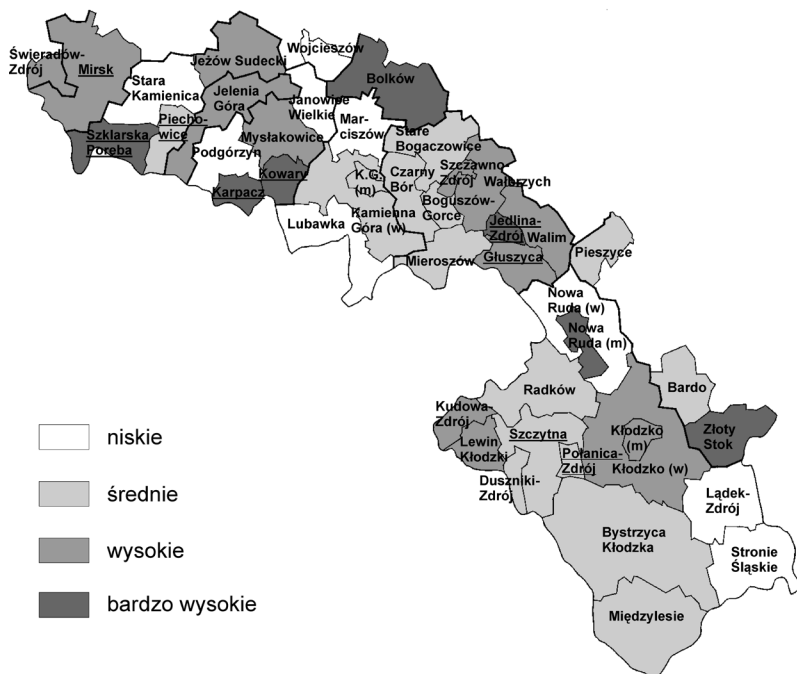 Świeradów-
Zdrój
Mirsk
Stara
Kamienica
Jeżów Sudecki
Wojcieszów
Bolków
Jelenia
Góra
Janowice
Wielkie
Piecho-
wice
Szklarska
Poręba
Podgórzyn
Mysłakowice
Mar-
ciszów
Stare
Bogaczowice
Karpacz
Kowary
K.G.
(m)
Czarny
Bór
Szczawno-
Zdrój
Wałbrzych
Boguszów-
Gorce
Kamienna
Góra (w)
Lubawka
Jedlina-
Zdrój
Walim
Mieroszów
Głuszyca
Pieszyce
Nowa
Ruda (w)
Nowa
Ruda (m)
Radków
Bardo
Kudowa-
Zdrój
Lewin
Kłodzki
Szczytna
Polanica-
Zdrój
Kłodzko
(m)
Kłodzko (w)
Złoty
Stok
Duszniki-
Zdrój
Lądek-
Zdrój
Bystrzyca
Kłodzka
Stronie
Śląskie
Międzylesie
niskie
średnie
wysokie
bardzo wysokie